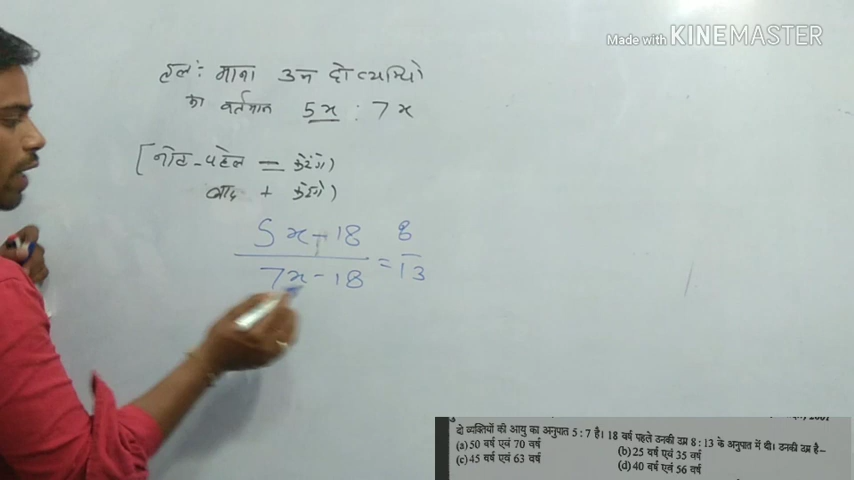 Made with KINEMASTER
हल: माना उन दो व्यक्तियों
का वर्तमान 5x : 7x
[नोट - पहले − करेंगे)
बाद + करेंगे)
5x - 18 8
7x - 18 = 13
दो व्यक्तियों की आयु का अनुपात 5 : 7 है। 18 वर्ष पहले उनकी उम्र 8 : 13 के अनुपात में थी। उनकी उम्र है–
(a) 50 वर्ष एवं 70 वर्ष (b) 25 वर्ष एवं 35 वर्ष
(c) 45 वर्ष एवं 63 वर्ष (d) 40 वर्ष एवं 56 वर्ष